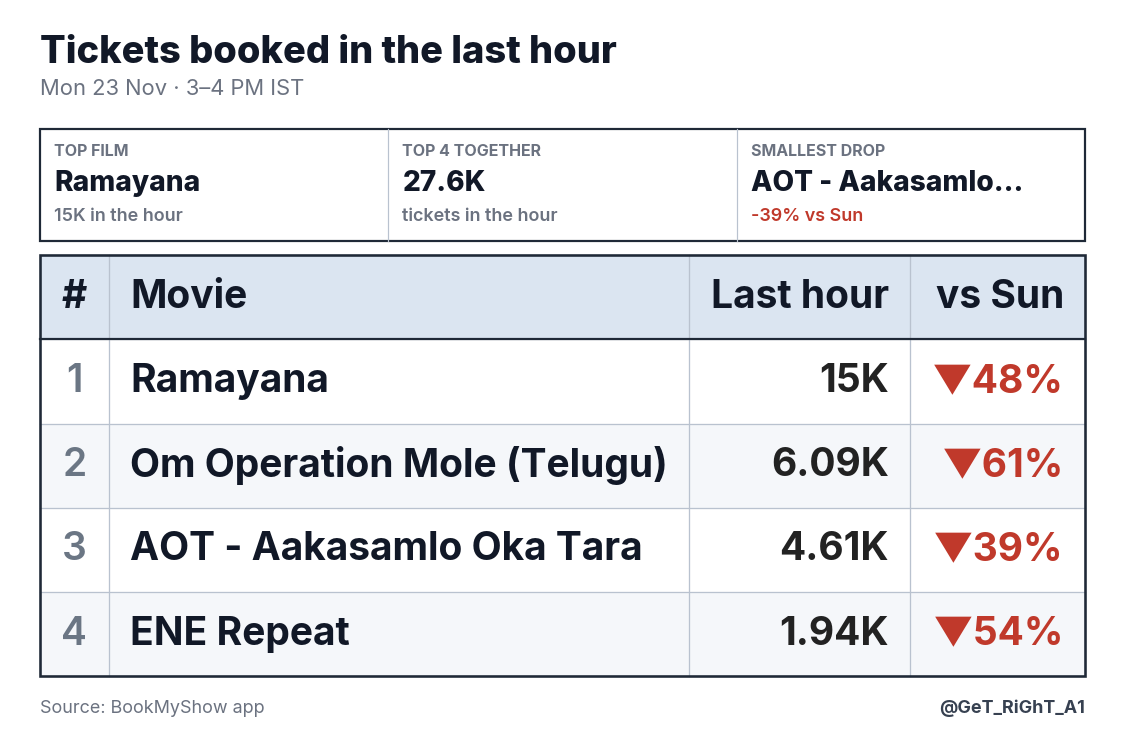 Tickets booked in the last hour
Mon 23 Nov · 3–4 PM IST
TOP FILM
Ramayana
15K in the hour
TOP 4 TOGETHER
27.6K
tickets in the hour
SMALLEST DROP
AOT - Aakasamlo...
-39% vs Sun
# Movie Last hour vs Sun
1 Ramayana 15K ▼48%
2 Om Operation Mole (Telugu) 6.09K ▼61%
3 AOT - Aakasamlo Oka Tara 4.61K ▼39%
4 ENE Repeat 1.94K ▼54%
Source: BookMyShow app @GeT_RiGhT_A1